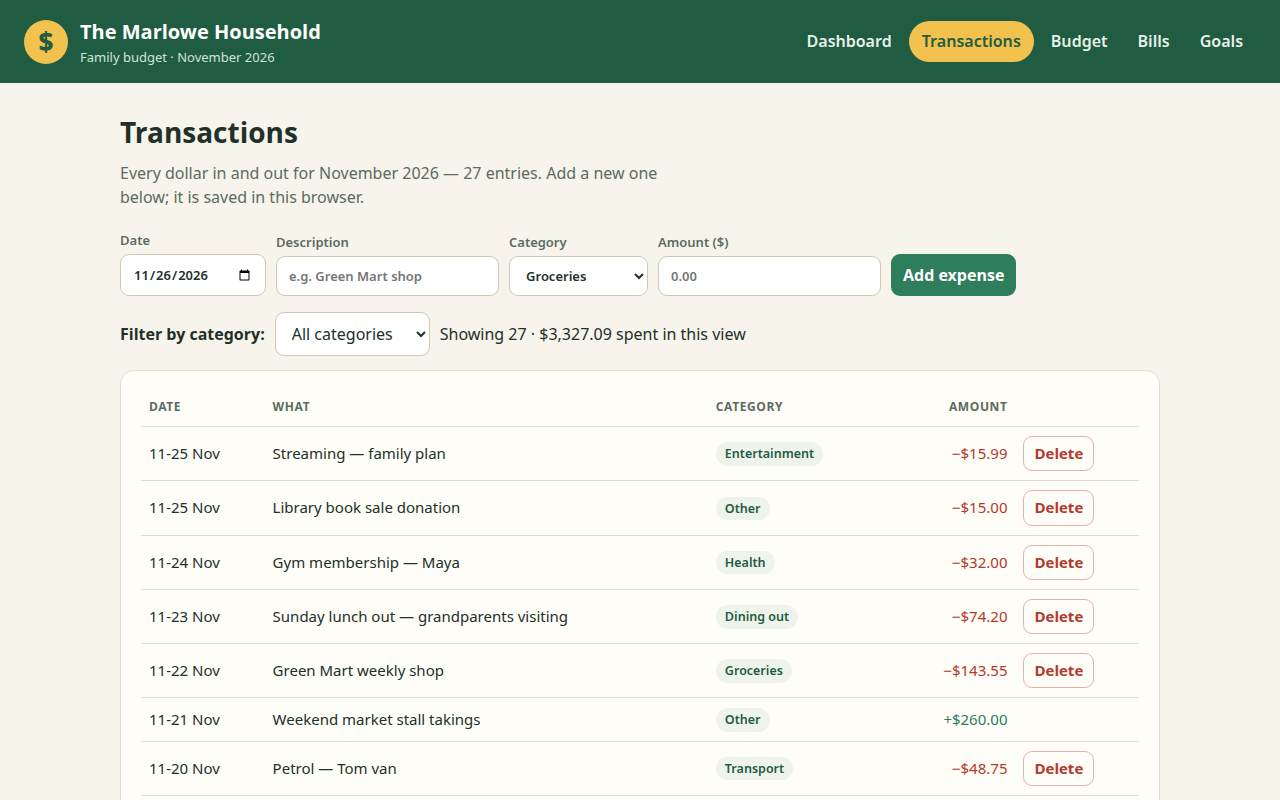 $
The Marlowe Household
Family budget · November 2026
Dashboard Transactions Budget Bills Goals
Transactions
Every dollar in and out for November 2026 — 27 entries. Add a new one
below; it is saved in this browser.
Date Description Category Amount ($)
11/26/2026 e.g. Green Mart shop Groceries 0.00 Add expense
Filter by category: All categories Showing 27 · $3,327.09 spent in this view
DATE WHAT CATEGORY AMOUNT
11-25 Nov Streaming — family plan Entertainment −$15.99 Delete
11-25 Nov Library book sale donation Other −$15.00 Delete
11-24 Nov Gym membership — Maya Health −$32.00 Delete
11-23 Nov Sunday lunch out — grandparents visiting Dining out −$74.20 Delete
11-22 Nov Green Mart weekly shop Groceries −$143.55 Delete
11-21 Nov Weekend market stall takings Other +$260.00
11-20 Nov Petrol — Tom van Transport −$48.75 Delete